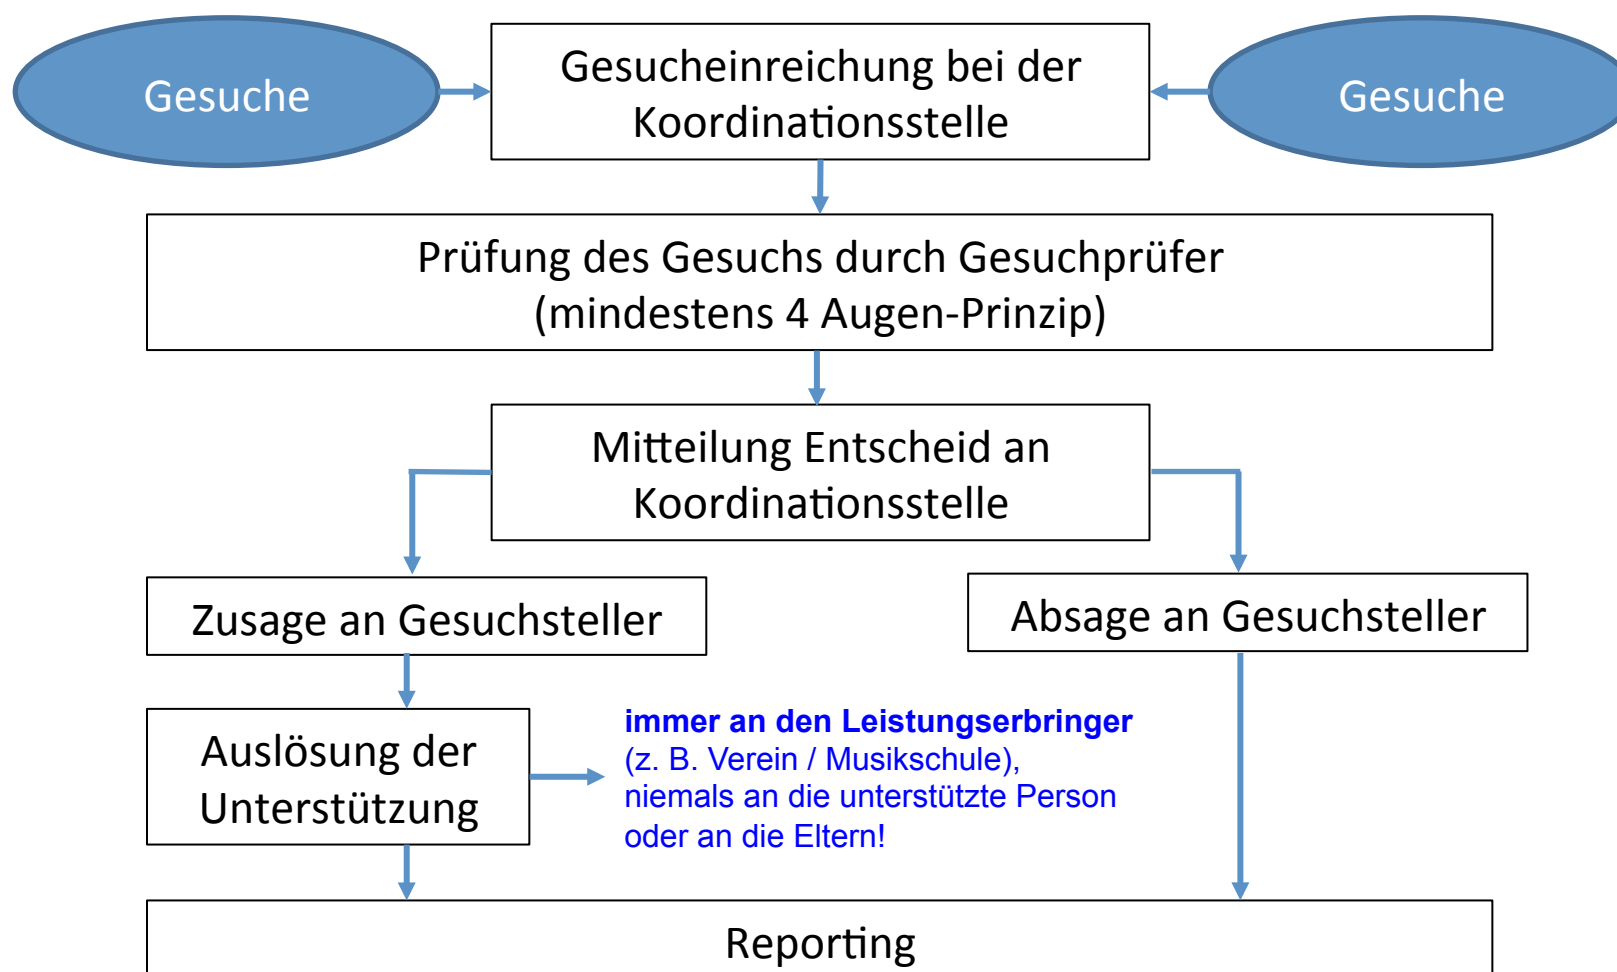 Gesuche
Gesucheinreichung bei der
Koordinationsstelle
Gesuche
Prüfung des Gesuchs durch Gesuchprüfer
(mindestens 4 Augen-Prinzip)
Mitteilung Entscheid an
Koordinationsstelle
Zusage an Gesuchsteller
Absage an Gesuchsteller
Auslösung der
Unterstützung
immer an den Leistungserbringer
(z. B. Verein / Musikschule),
niemals an die unterstützte Person
oder an die Eltern!
Reporting